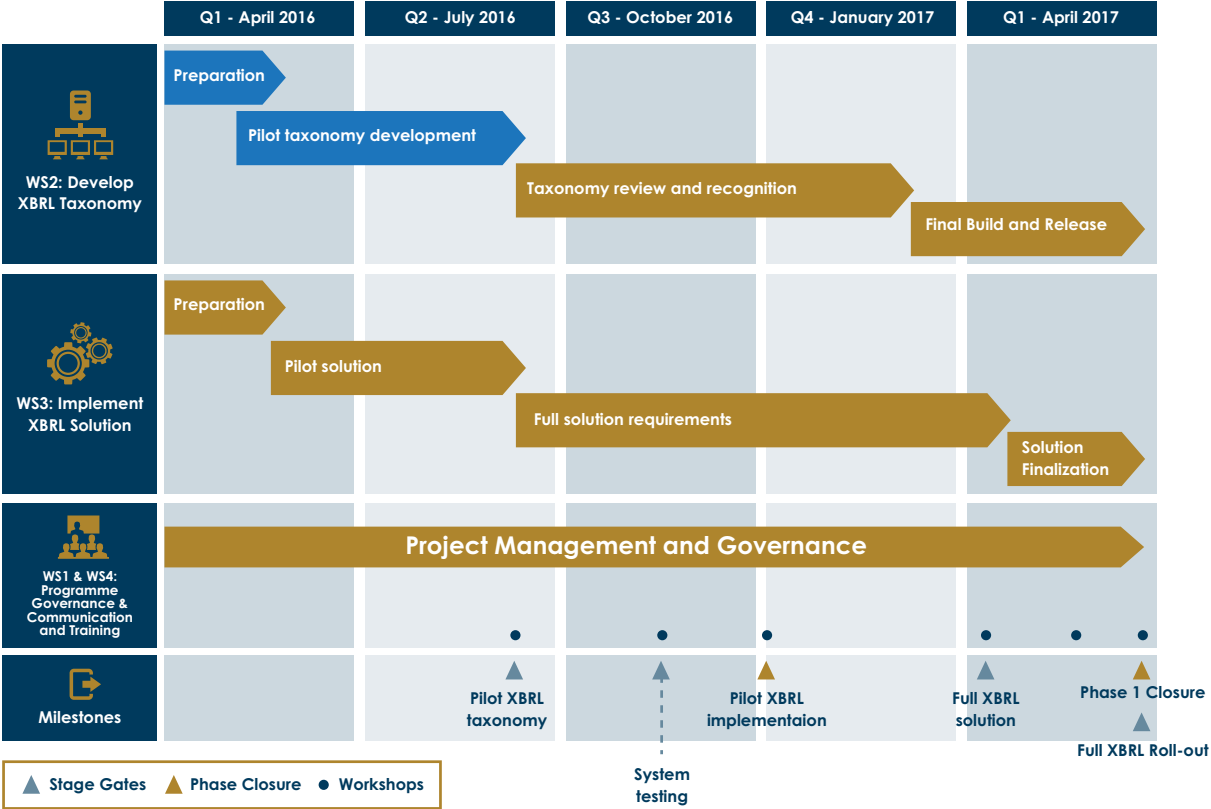 Q1 - April 2016
Q2 - July 2016
Q3 - October 2016
Q4 - January 2017
Q1 - April 2017
WS2: Develop
XBRL Taxonomy
Preparation
Pilot taxonomy development
Taxonomy review and recognition
Final Build and Release
WS3: Implement
XBRL Solution
Preparation
Pilot solution
Full solution requirements
Solution
Finalization
WS1 & WS4:
Programme
Governance &
Communication
and Training
Project Management and Governance
Milestones
Pilot XBRL
taxonomy
System
testing
Pilot XBRL
implementaion
Full XBRL
solution
Phase 1 Closure
Full XBRL Roll-out
Stage Gates
Phase Closure
Workshops